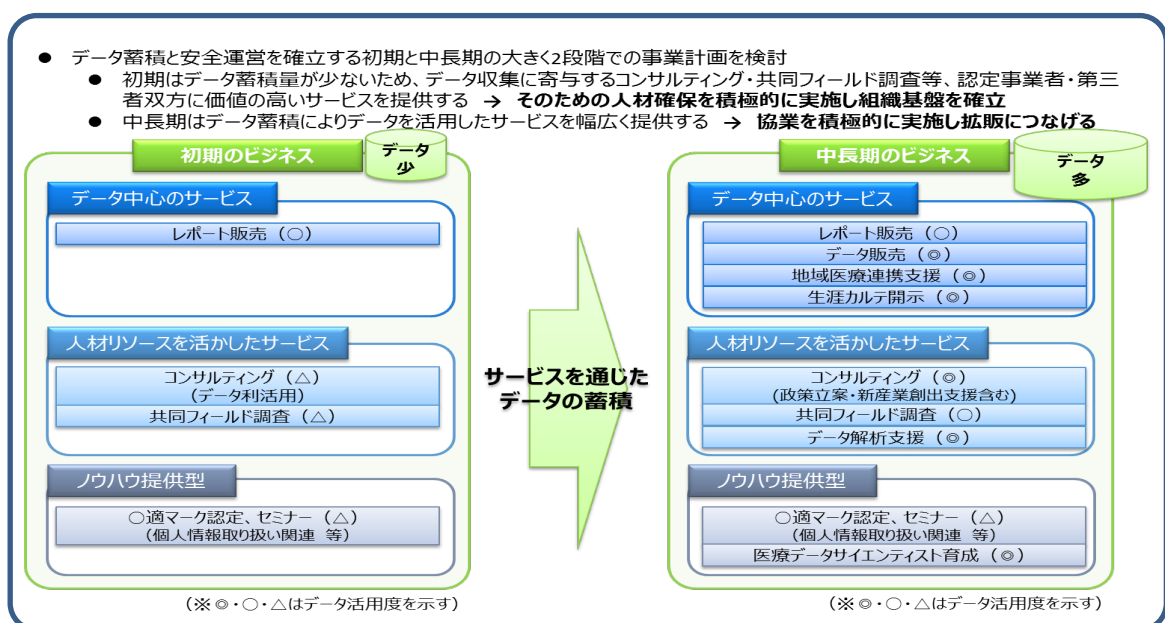 ● データ蓄積と安全運営を確立する初期と中長期の大きく2段階での事業計画を検討
● 初期はデータ蓄積量が少ないため、データ収集に寄与するコンサルティング・共同フィールド調査等、認定事業者・第三
者双方に価値の高いサービスを提供する → そのための人材確保を積極的に実施し組織基盤を確立
● 中長期はデータ蓄積によりデータを活用したサービスを幅広く提供する → 協業を積極的に実施し拡販につなげる
初期のビジネス
データ
少
データ中心のサービス
レポート販売（○）
人材リソースを活かしたサービス
コンサルティング（△）
(データ利活用)
共同フィールド調査（△）
ノウハウ提供型
○適マーク認定、セミナー（△）
(個人情報取り扱い関連 等)
(※◎・○・△はデータ活用度を示す)
サービスを通じた
データの蓄積
中長期のビジネス
データ
多
データ中心のサービス
レポート販売（○）
データ販売（◎）
地域医療連携支援（◎）
生涯カルテ開示（◎）
人材リソースを活かしたサービス
コンサルティング（◎）
(政策立案・新産業創出支援含む)
共同フィールド調査（○）
データ解析支援（◎）
ノウハウ提供型
○適マーク認定、セミナー（△）
(個人情報取り扱い関連 等)
医療データサイエンティスト育成（◎）
(※◎・○・△はデータ活用度を示す)